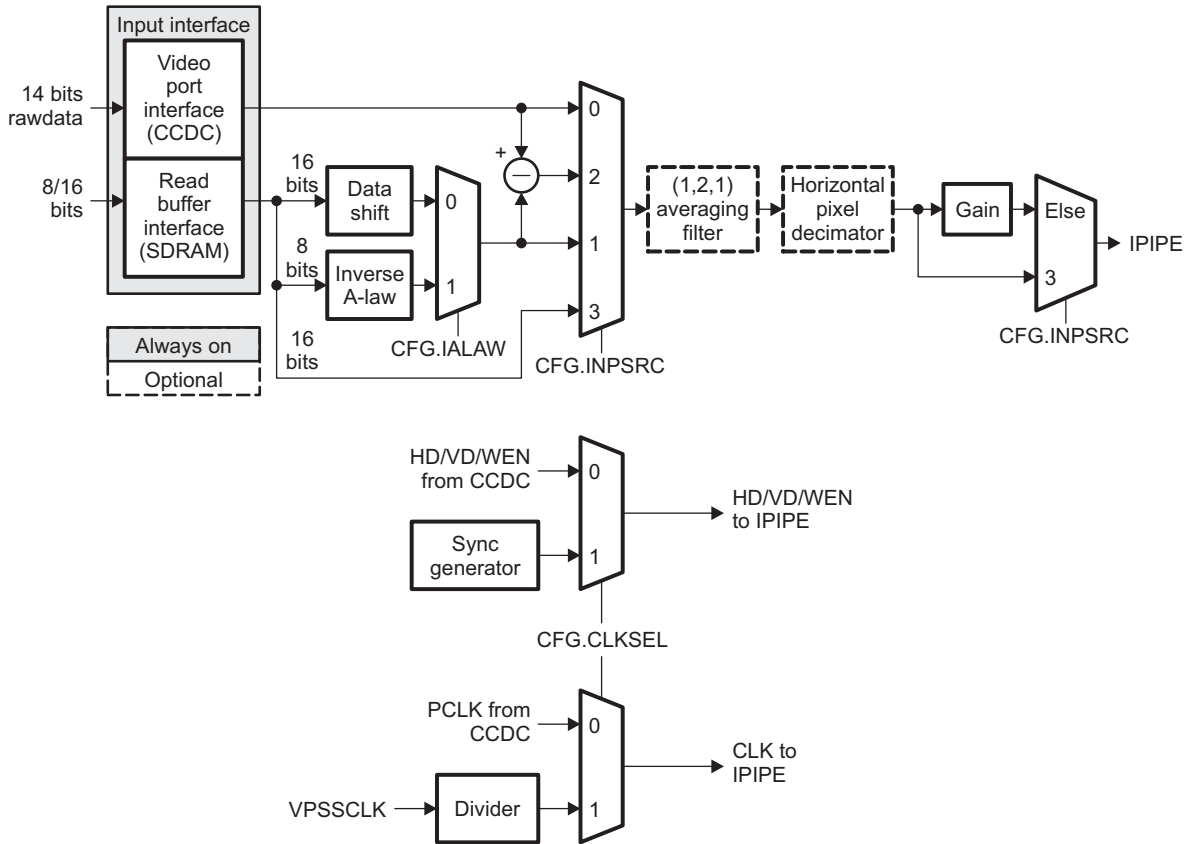 Input interface
Video
port
interface
(CCDC)
14 bits
rawdata
Read
buffer
interface
(SDRAM)
8/16
bits
16
bits
Data
shift
8
bits
Inverse
A-law
16
bits
0
1
CFG.IALAW
+
—
0
2
1
3
CFG.INPSRC
(1,2,1)
averaging
filter
Horizontal
pixel
decimator
Gain
Else
3
IPIPE
CFG.INPSRC
Always on
Optional
HD/VD/WEN
from CCDC
0
Sync
generator
1
HD/VD/WEN
to IPIPE
CFG.CLKSEL
PCLK from
CCDC
0
VPSSCLK
Divider
1
CLK to
IPIPE